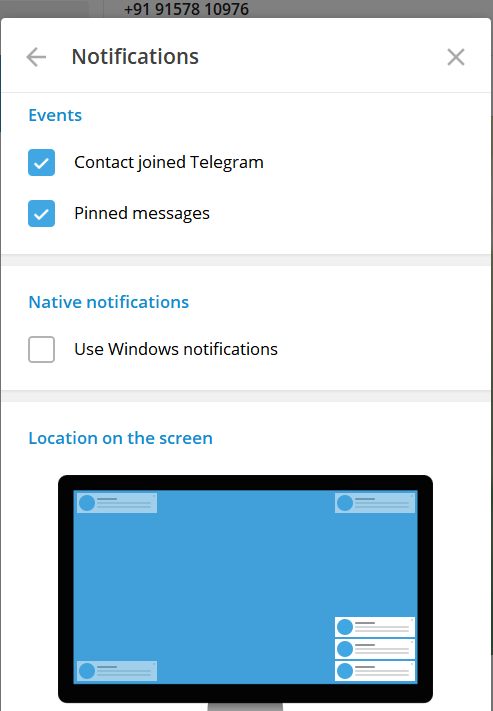 +91 91578 10976
Notifications
Events
Contact joined Telegram
Pinned messages
Native notifications
Use Windows notifications
Location on the screen